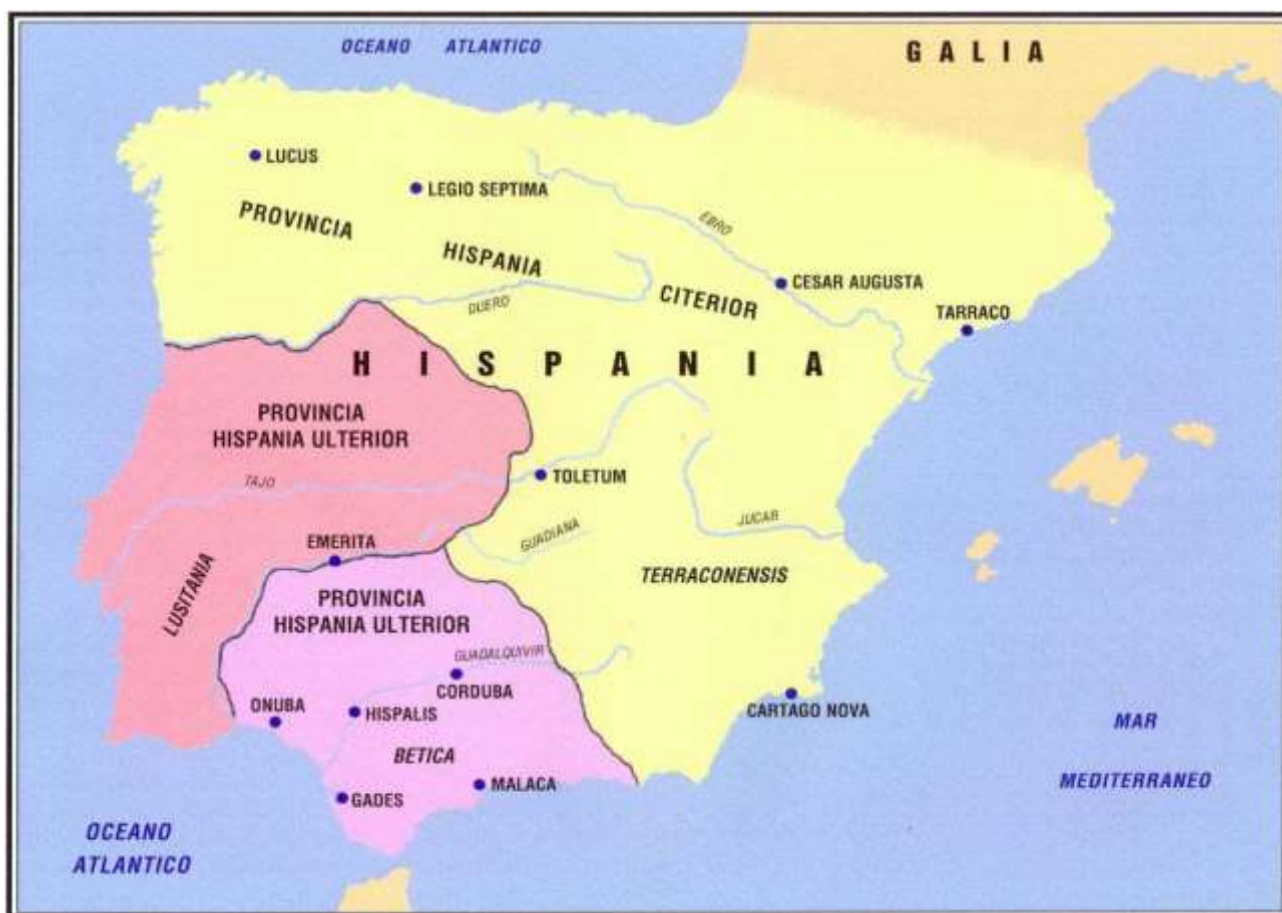 OCEANO ATLANTICO
GALIA
LUCUS
LEGIO SEPTIMA
PROVINCIA
HISPANIA
CITERIOR
EBRO
CESAR AUGUSTA
DUERO
TARRACO
HISPANIA
PROVINCIA
HISPANIA ULTERIOR
TAJO
TOLETUM
JUCAR
GUADIANA
EMERITA
TERRACONENSIS
LUSITANIA
PROVINCIA
HISPANIA ULTERIOR
GUADALQUIVIR
CORDUBA
ONUBA
HISPALIS
CARTAGO NOVA
BETICA
MALACA
GADES
MAR
MEDITERRANEO
OCEANO
ATLANTICO